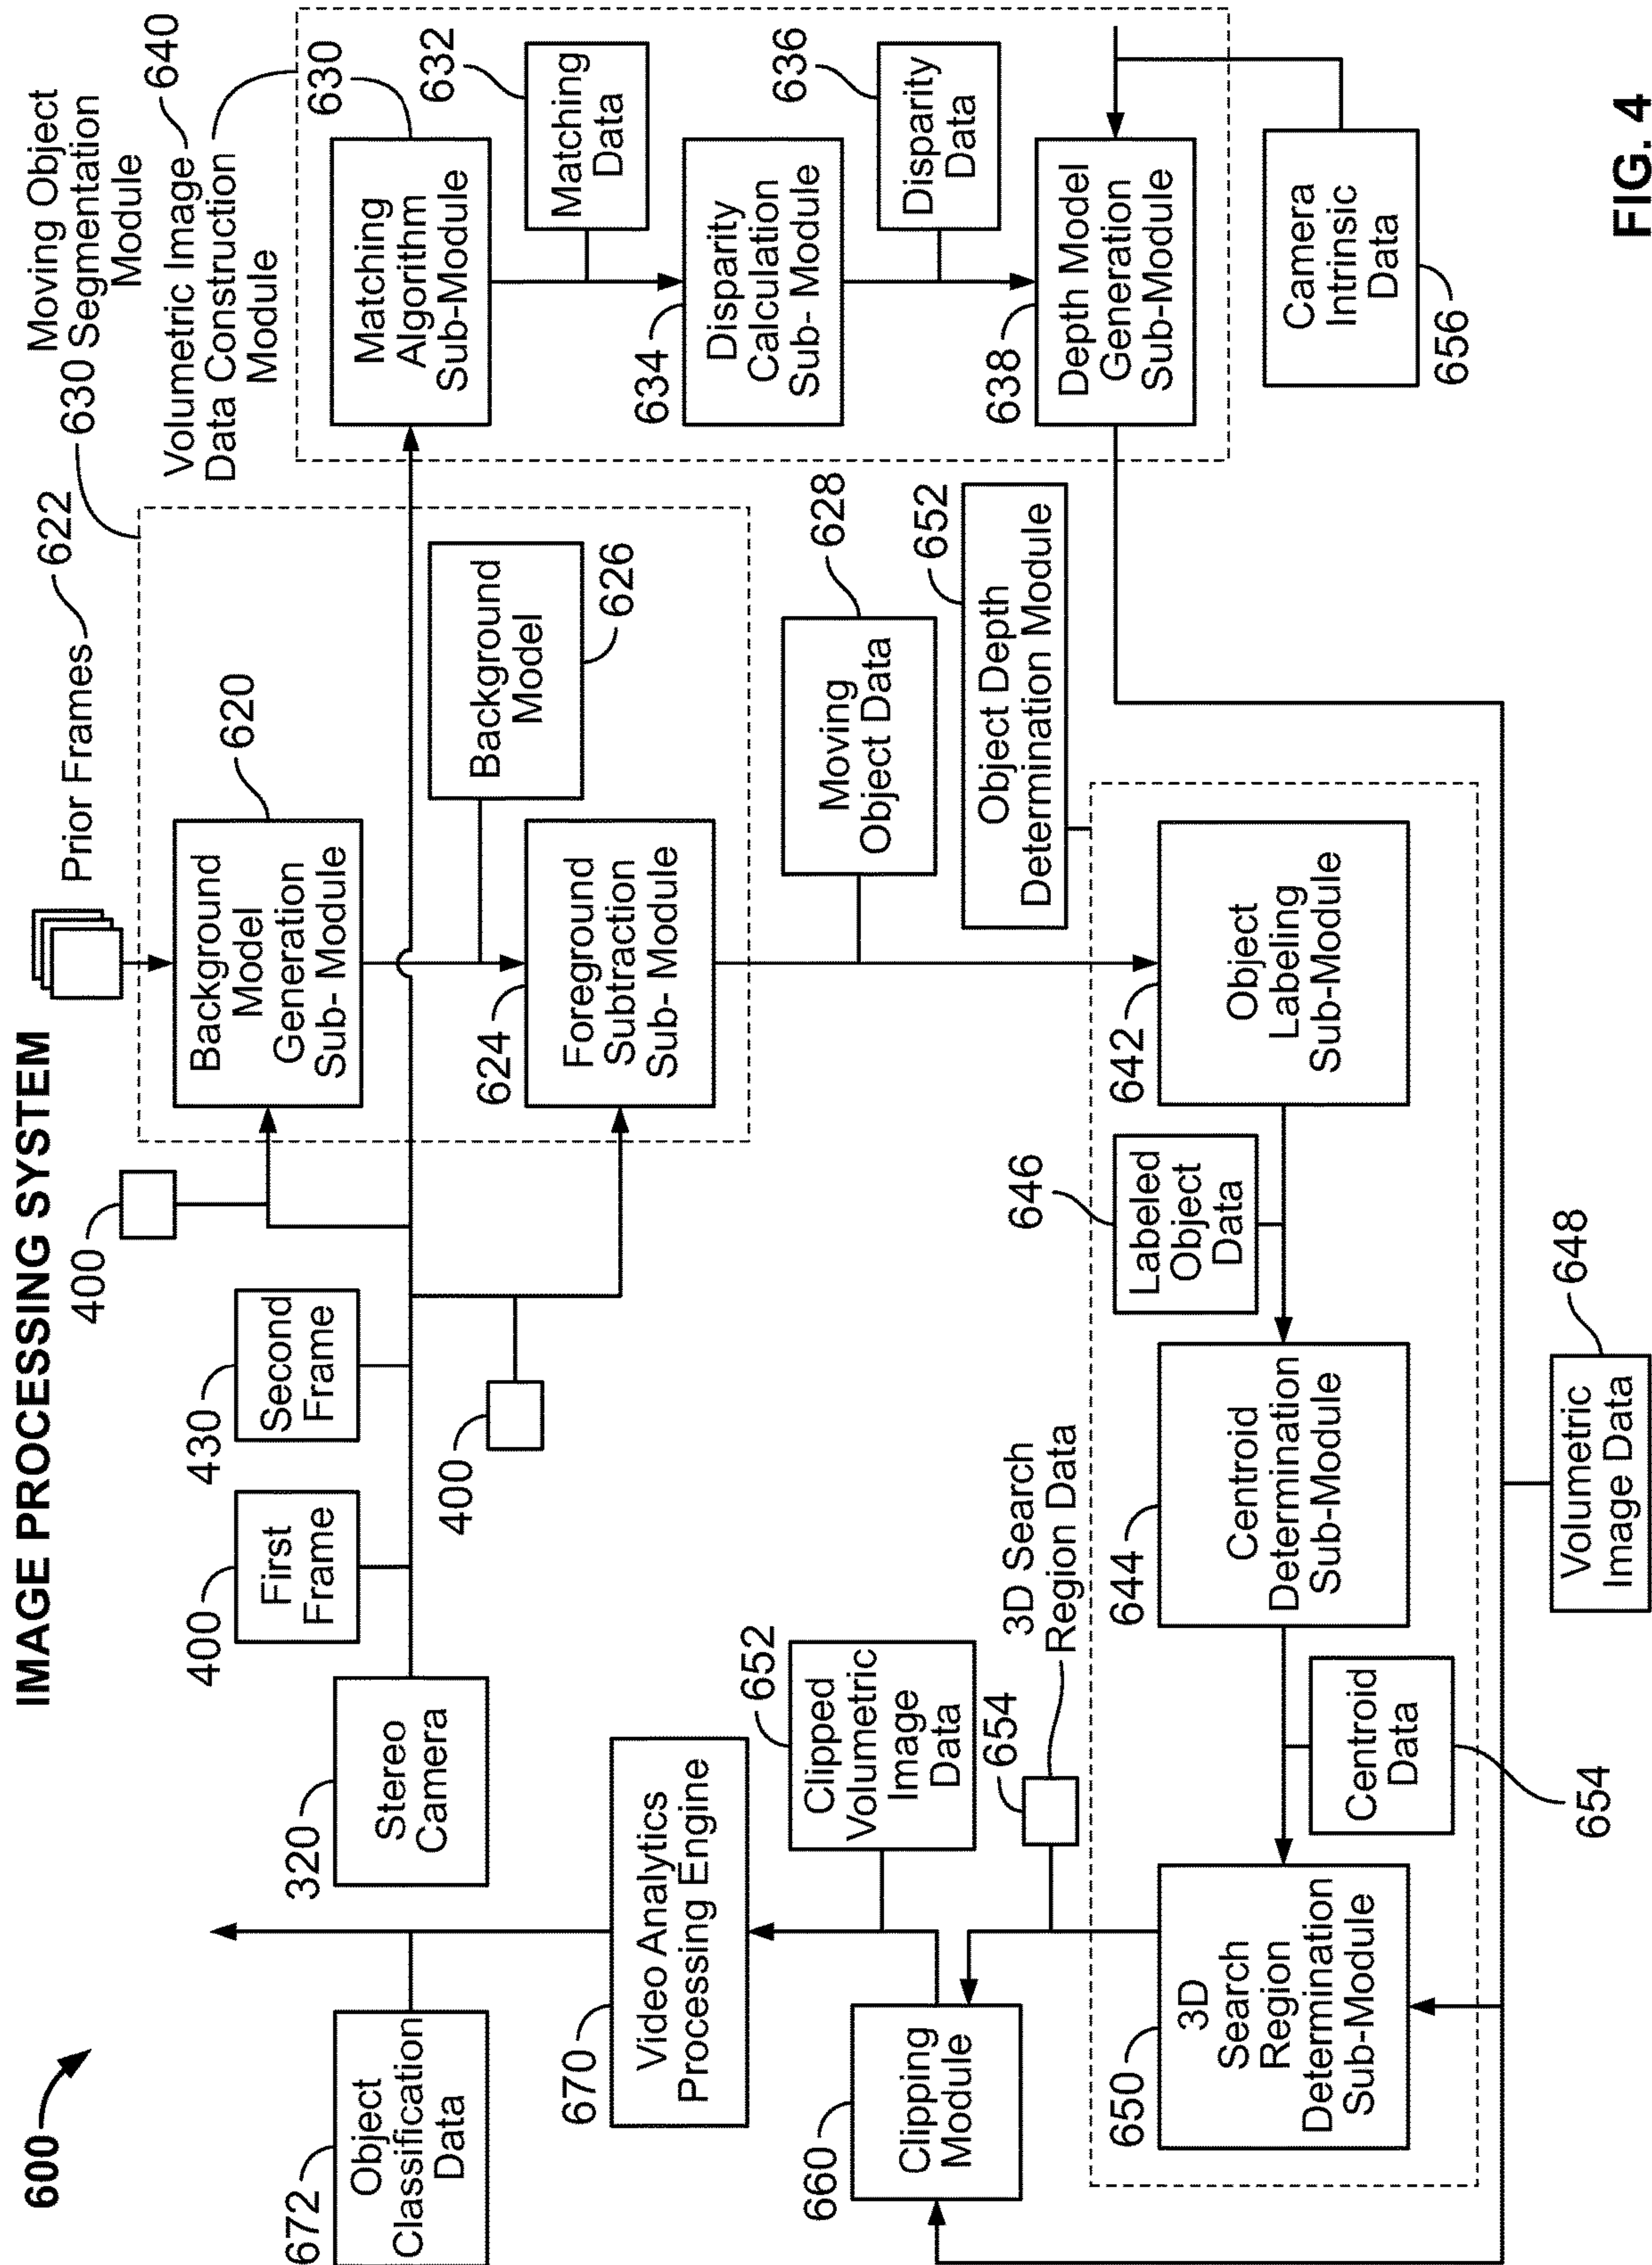 IMAGE PROCESSING SYSTEM
600
672
Object
Classification
Data
320
Stereo
Camera
400
First
Frame
430
Second
Frame
400
400
Prior Frames
622
630
Moving Object
Segmentation
Module
Volumetric Image
Data Construction
Module
640
Background
Model
Generation
Sub- Module
620
Background
Model
626
624
Foreground
Subtraction
Sub- Module
630
Matching
Algorithm
Sub-Module
632
Matching
Data
634
Disparity
Calculation
Sub- Module
636
Disparity
Data
638
Depth Model
Generation
Sub-Module
Camera
Intrinsic
Data
656
Moving
Object Data
628
Object Depth
Determination Module
652
670
Video Analytics
Processing Engine
Clipped
Volumetric
Image
Data
652
660
Clipping
Module
654
3D Search
Region Data
650
3D
Search
Region
Determination
Sub-Module
Centroid
Data
654
644
Centroid
Determination
Sub-Module
646
Labeled
Object
Data
642
Object
Labeling
Sub-Module
Volumetric
Image Data
648
FIG. 4